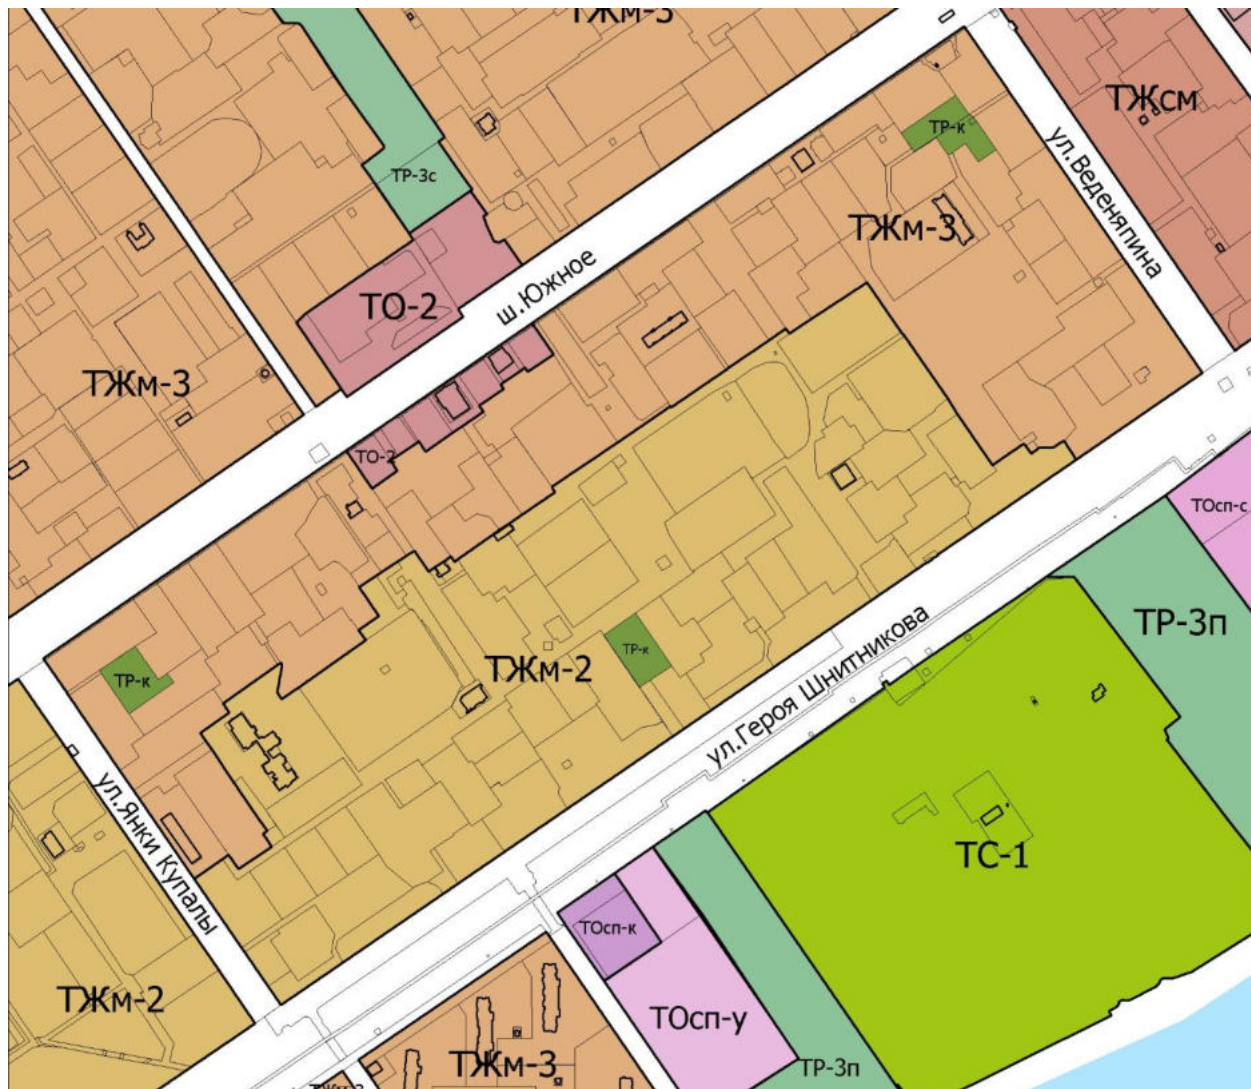 ТЖм-3
ТЖсм
ТР-к
ул.Веденяпина
ТР-3с
ТЖм-3
ш.Южное
ТО-2
ТЖм-3
ТО-2
ТОсп-с
ТР-3п
ул.Героя Шнитникова
ТР-к
ТЖм-2
ТР-к
ул.Янки Купалы
ТС-1
ТОсп-к
ТЖм-2
ТОсп-у
ТЖм-3
ТР-3п
ТЖм-3